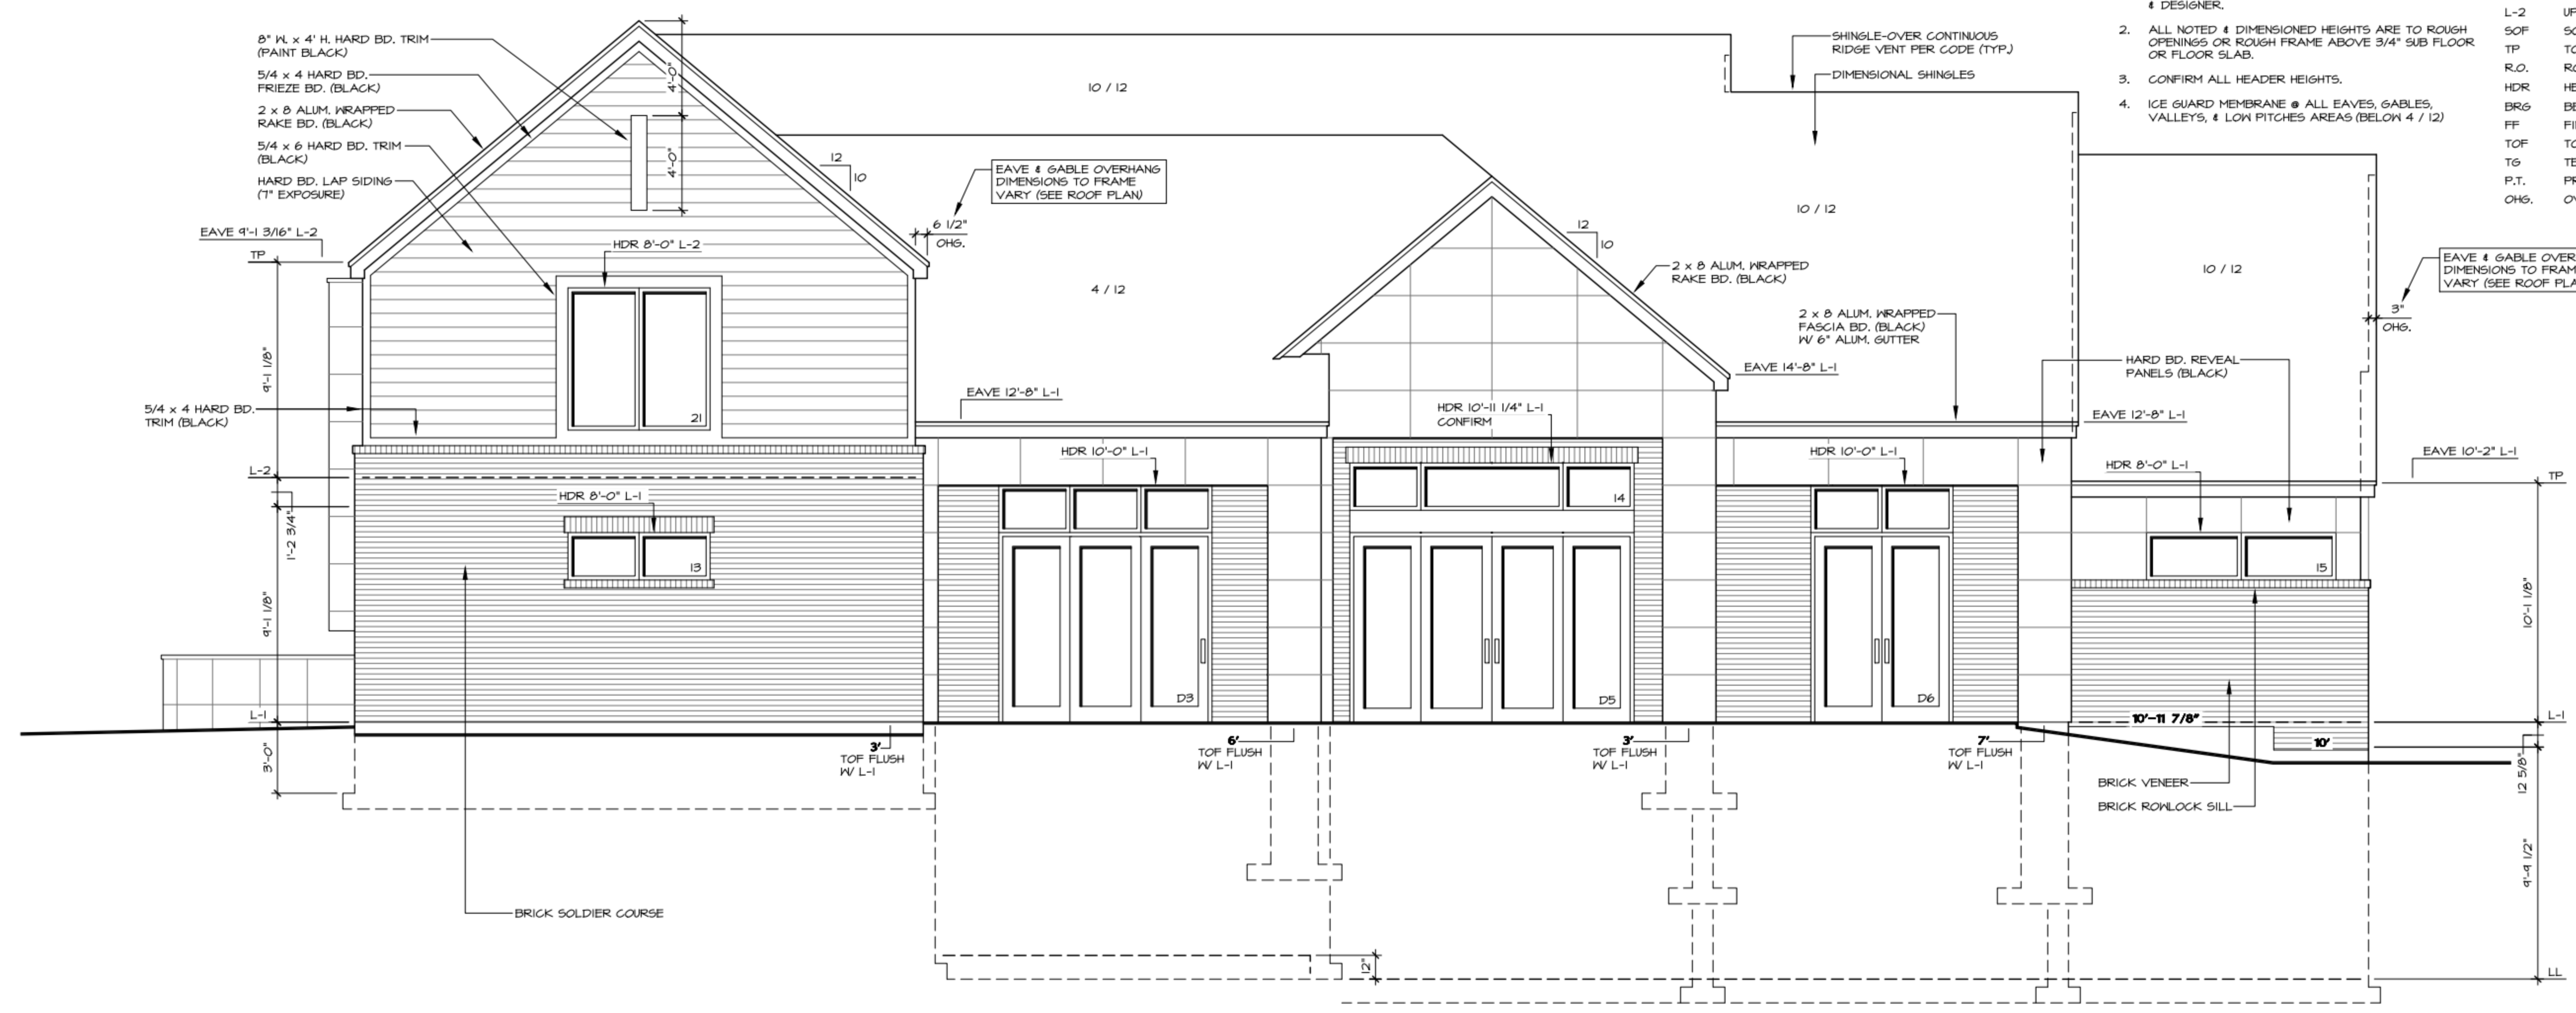 8" W. x 4' H. HARD BD. TRIM
(PAINT BLACK)
5/4 x 4 HARD BD.
FRIEZE BD. (BLACK)
2 x 8 ALUM. WRAPPED
RAKE BD. (BLACK)
5/4 x 6 HARD BD. TRIM
(BLACK)
HARD BD. LAP SIDING
(7" EXPOSURE)
EAVE 9'-1 3/16" L-2
TP
9'-1 1/8"
5/4 x 4 HARD BD.
TRIM (BLACK)
L-2
1'-2 3/4"
9'-1 1/8"
L-1
3'-0"
4'-0"
4'-0"
12
10
HDR 8'-0" L-2
21
HDR 8'-0" L-1
13
BRICK SOLDIER COURSE
6 1/2"
OHG.
EAVE & GABLE OVERHANG
DIMENSIONS TO FRAME
VARY (SEE ROOF PLAN)
10 / 12
4 / 12
EAVE 12'-8" L-1
HDR 10'-0" L-1
D3
3'
TOF FLUSH
W/ L-1
6'
TOF FLUSH
W/ L-1
12"
12
10
2 x 8 ALUM. WRAPPED
RAKE BD. (BLACK)
HDR 10'-11 1/4" L-1
CONFIRM
14
D5
3'
TOF FLUSH
W/ L-1
SHINGLE-OVER CONTINUOUS
RIDGE VENT PER CODE (TYP.)
DIMENSIONAL SHINGLES
10 / 12
2 x 8 ALUM. WRAPPED
FASCIA BD. (BLACK)
W/ 6" ALUM. GUTTER
EAVE 14'-8" L-1
HDR 10'-0" L-1
D6
7'
TOF FLUSH
W/ L-1
& DESIGNER.
2. ALL NOTED & DIMENSIONED HEIGHTS ARE TO ROUGH
OPENINGS OR ROUGH FRAME ABOVE 3/4" SUB FLOOR
OR FLOOR SLAB.
3. CONFIRM ALL HEADER HEIGHTS.
4. ICE GUARD MEMBRANE @ ALL EAVES, GABLES,
VALLEYS, & LOW PITCHES AREAS (BELOW 4 / 12)
L-2
SOF
TP
R.O.
HDR
BRG
FF
TOF
TG
P.T.
OHG.
10 / 12
EAVE & GABLE OVER
DIMENSIONS TO FRAM
VARY (SEE ROOF PLA
3"
OHG.
HARD BD. REVEAL
PANELS (BLACK)
EAVE 12'-8" L-1
EAVE 10'-2" L-1
HDR 8'-0" L-1
15
TP
10'-1 1/8"
L-1
10'-11 7/8"
10'
12 5/8"
BRICK VENEER
BRICK ROWLOCK SILL
9'-9 1/2"
LL